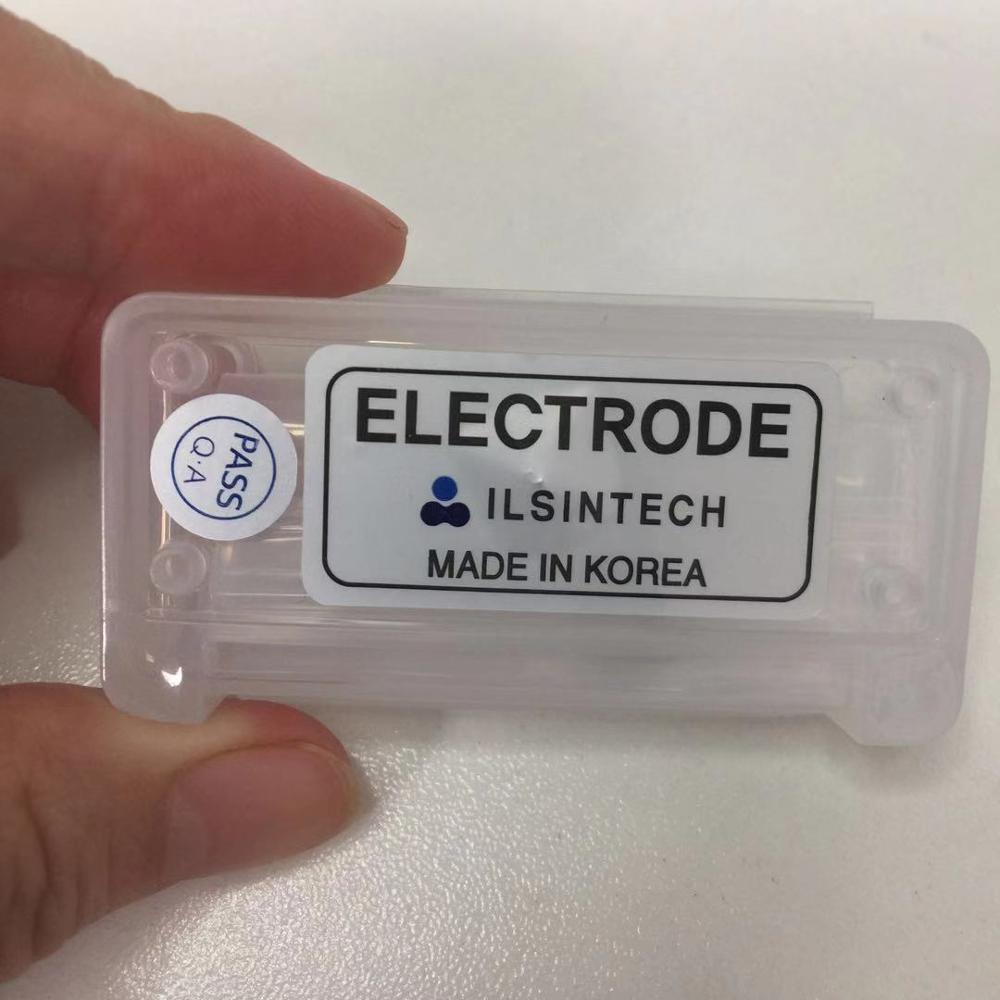 ELECTRODE
ILSINTECH
MADE IN KOREA
PASS
Q.A